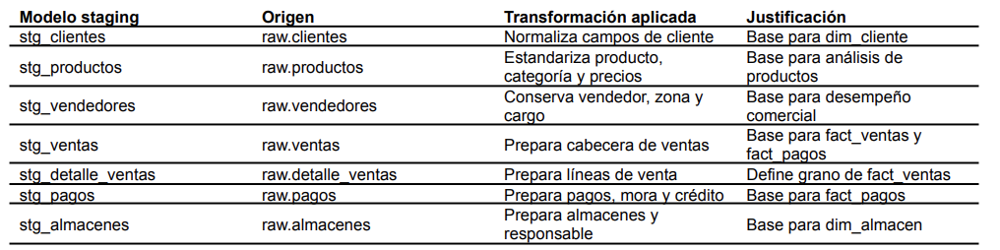 Modelo staging Origen Transformación aplicada Justificación
stg_clientes raw.clientes Normaliza campos de cliente Base para dim_cliente
stg_productos raw.productos Estandariza producto, categoría y precios Base para análisis de productos
stg_vendedores raw.vendedores Conserva vendedor, zona y cargo Base para desempeño comercial
stg_ventas raw.ventas Prepara cabecera de ventas Base para fact_ventas y fact_pagos
stg_detalle_ventas raw.detalle_ventas Prepara líneas de venta Define grano de fact_ventas
stg_pagos raw.pagos Prepara pagos, mora y crédito Base para fact_pagos
stg_almacenes raw.almacenes Prepara almacenes y responsable Base para dim_almacen